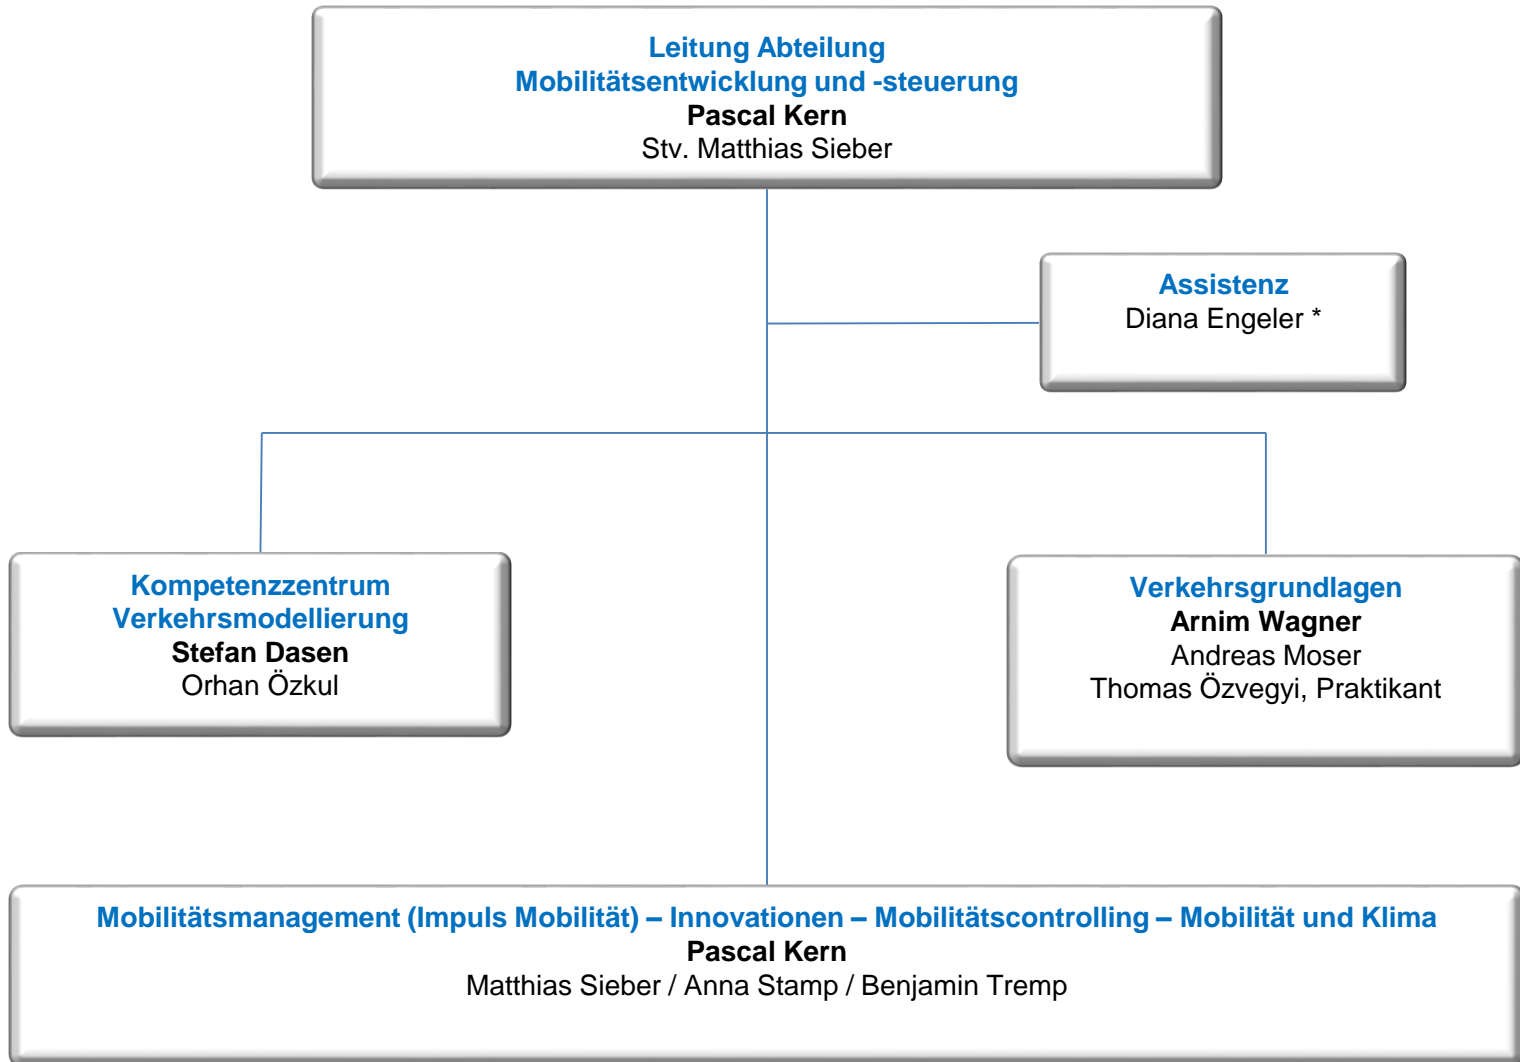 Leitung Abteilung
Mobilitätsentwicklung und -steuerung
Pascal Kern
Stv. Matthias Sieber
Assistenz
Diana Engeler *
Kompetenzzentrum
Verkehrsmodellierung
Stefan Dasen
Orhan Özkul
Verkehrsgrundlagen
Arnim Wagner
Andreas Moser
Thomas Özvegyi, Praktikant
Mobilitätsmanagement (Impuls Mobilität) – Innovationen – Mobilitätscontrolling – Mobilität und Klima
Pascal Kern
Matthias Sieber / Anna Stamp / Benjamin Tremp